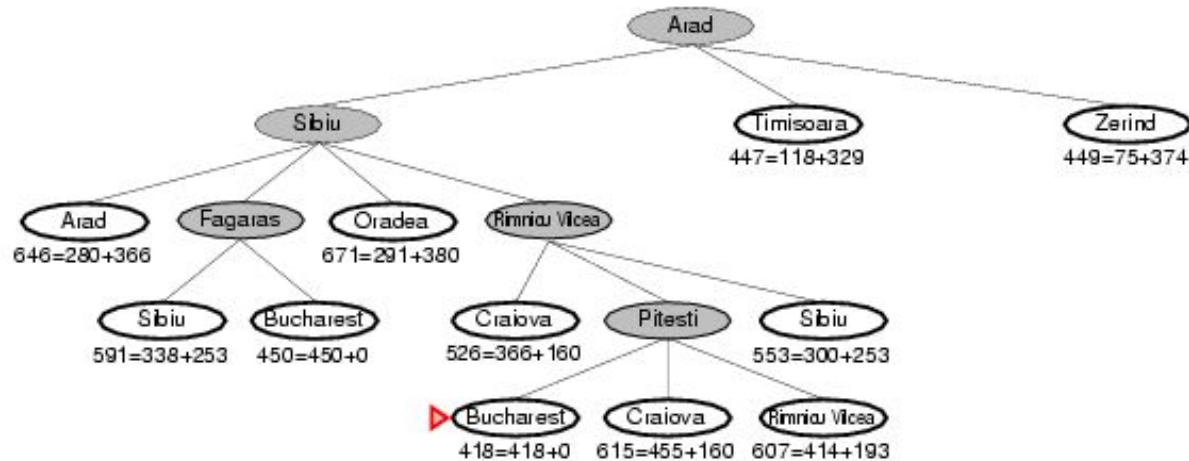 Arad
Sibiu
Timisoara
Zerind
447=118+329
449=75+374
Arad
Fagaras
Oradea
Rimnicu Vilcea
646=280+366
671=291+380
Sibiu
Bucharest
Craiova
Pitesti
Sibiu
591=338+253
450=450+0
526=366+160
553=300+253
Bucharest
Craiova
Rimnicu Vilcea
418=418+0
615=455+160
607=414+193